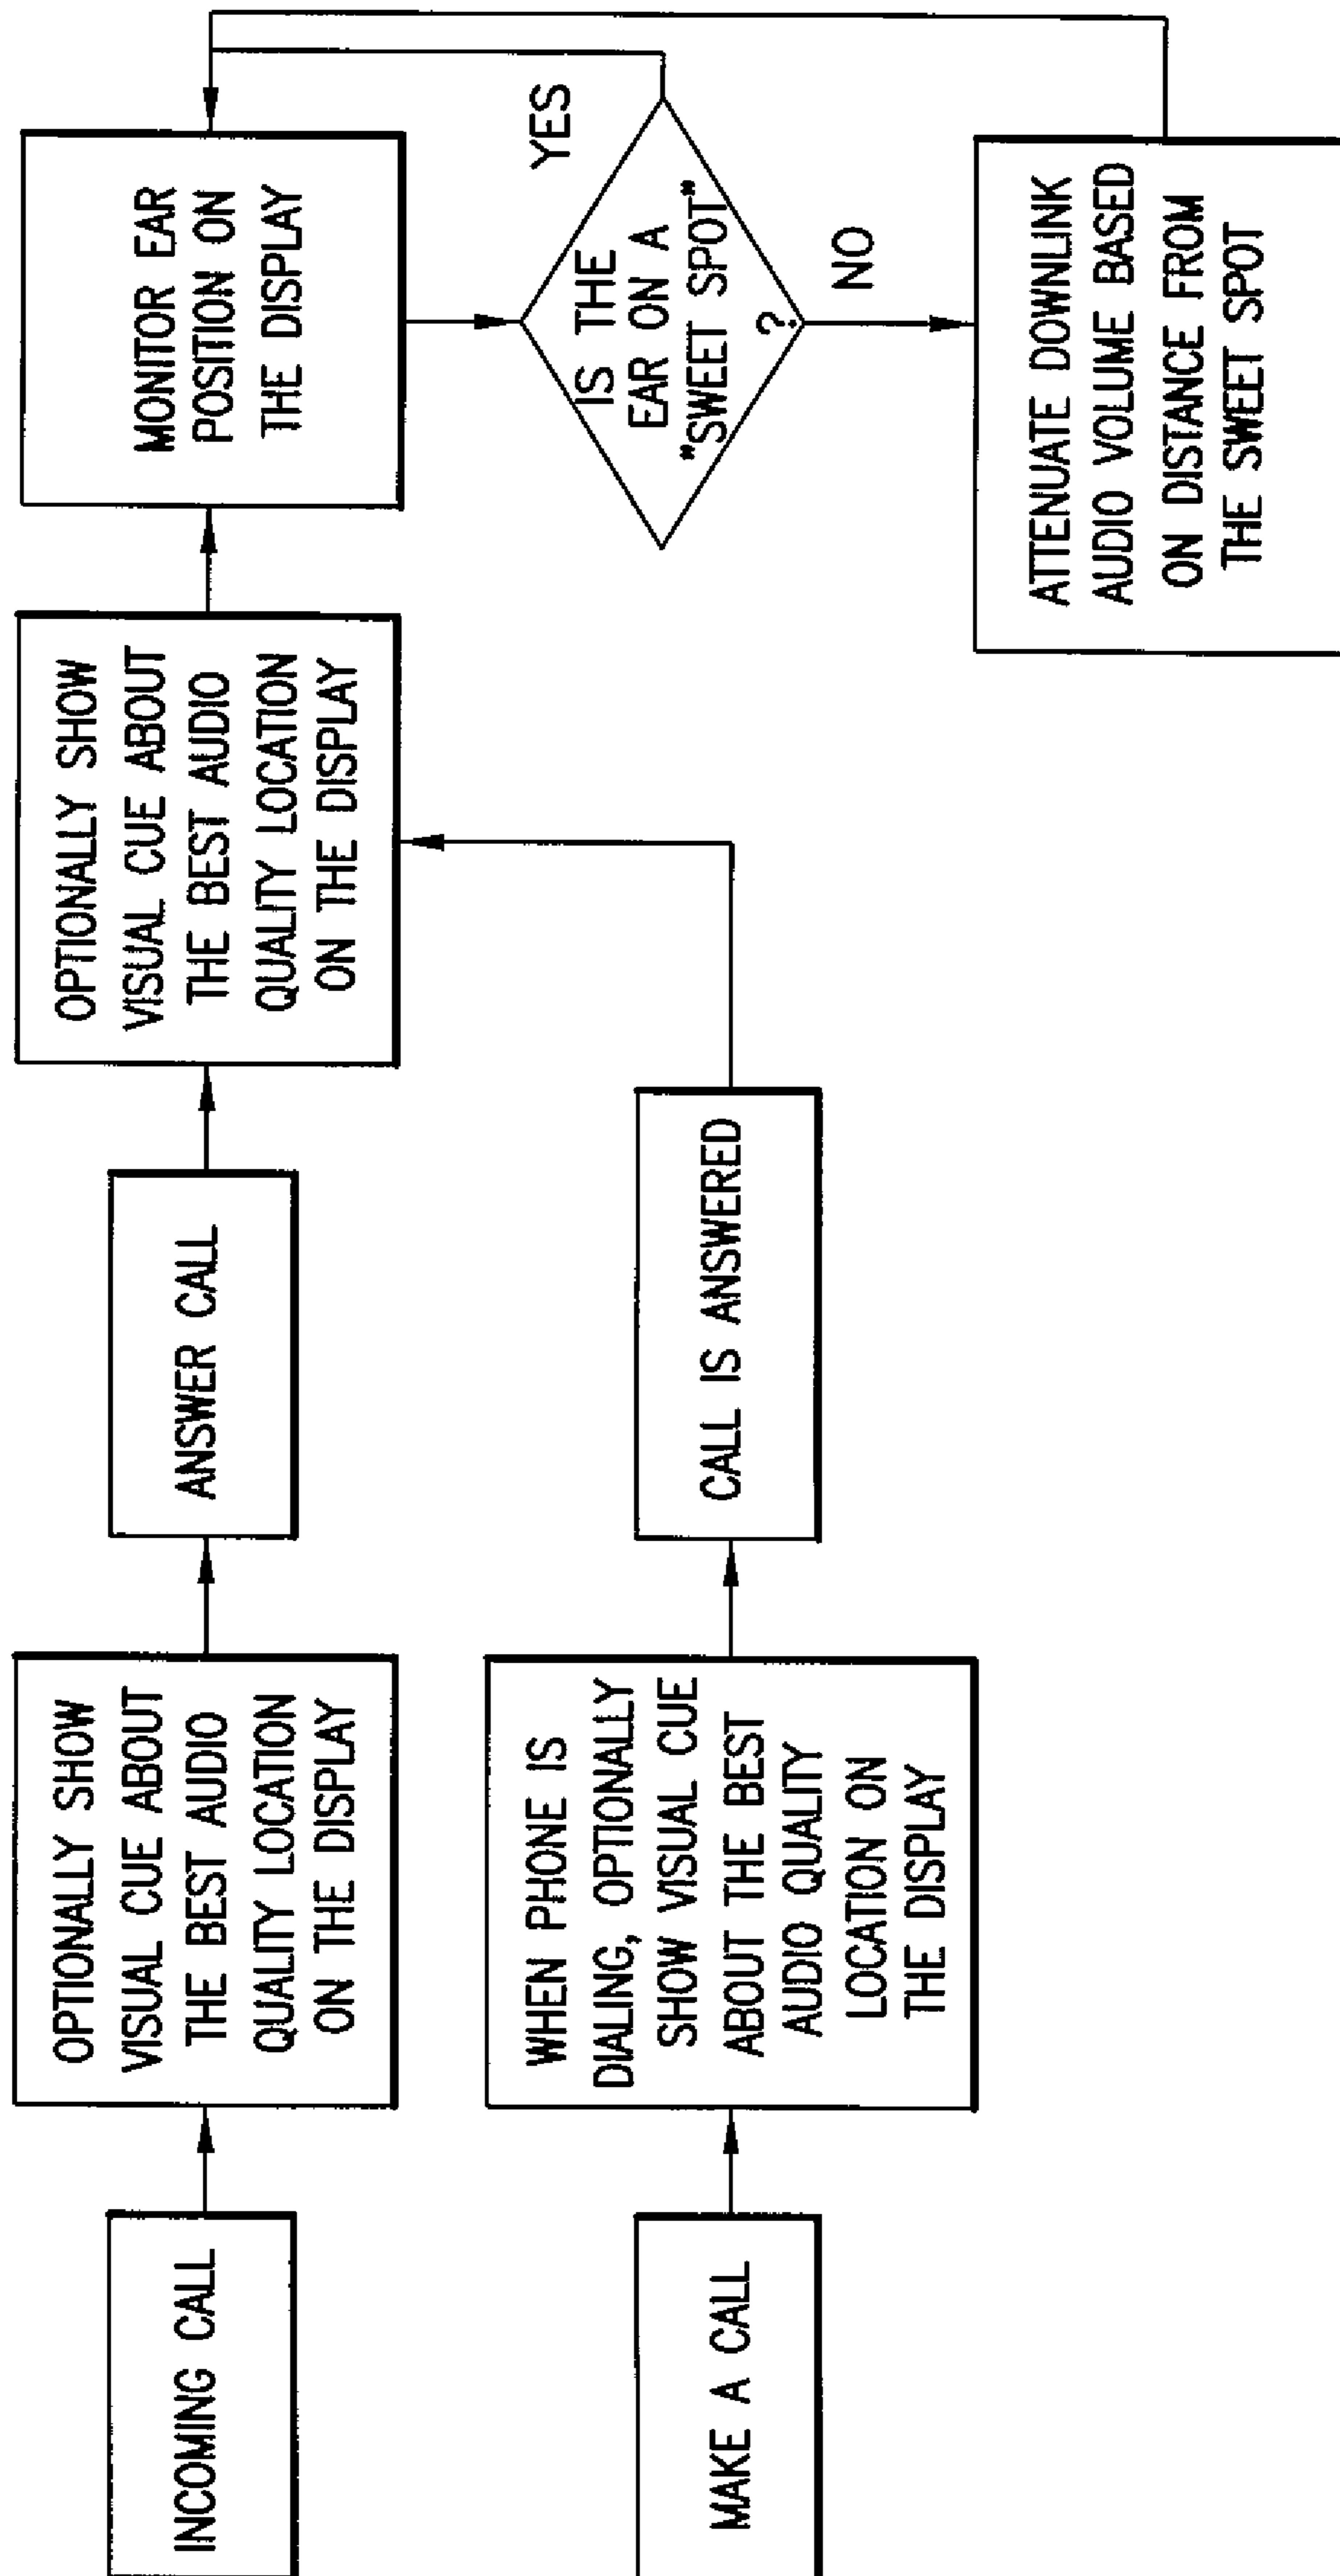 INCOMING CALL
OPTIONALLY SHOW
VISUAL CUE ABOUT
THE BEST AUDIO
QUALITY LOCATION
ON THE DISPLAY
ANSWER CALL
OPTIONALLY SHOW
VISUAL CUE ABOUT
THE BEST AUDIO
QUALITY LOCATION
ON THE DISPLAY
MONITOR EAR
POSITION ON
THE DISPLAY
MAKE A CALL
WHEN PHONE IS
DIALING, OPTIONALLY
SHOW VISUAL CUE
ABOUT THE BEST
AUDIO QUALITY
LOCATION ON
THE DISPLAY
CALL IS ANSWERED
IS THE
EAR ON A
"SWEET SPOT"
?
YES
NO
ATTENUATE DOWNLINK
AUDIO VOLUME BASED
ON DISTANCE FROM
THE SWEET SPOT